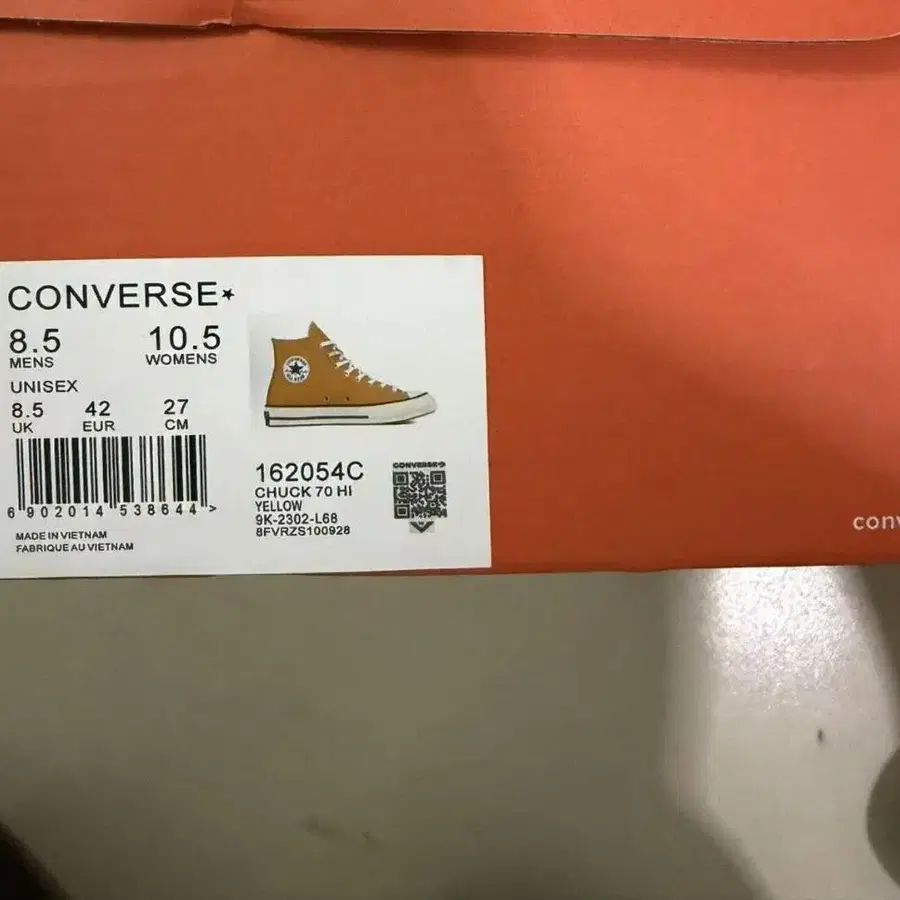 CONVERSE★
8.5 10.5
MENS WOMENS
UNISEX
8.5 42 27
UK EUR CM
6 902014 538644 >
MADE IN VIETNAM
FABRIQUE AU VIETNAM
162054C
CHUCK 70 HI
YELLOW
9K-2302-L68
8FVRZS100928
CONVERSE
conv